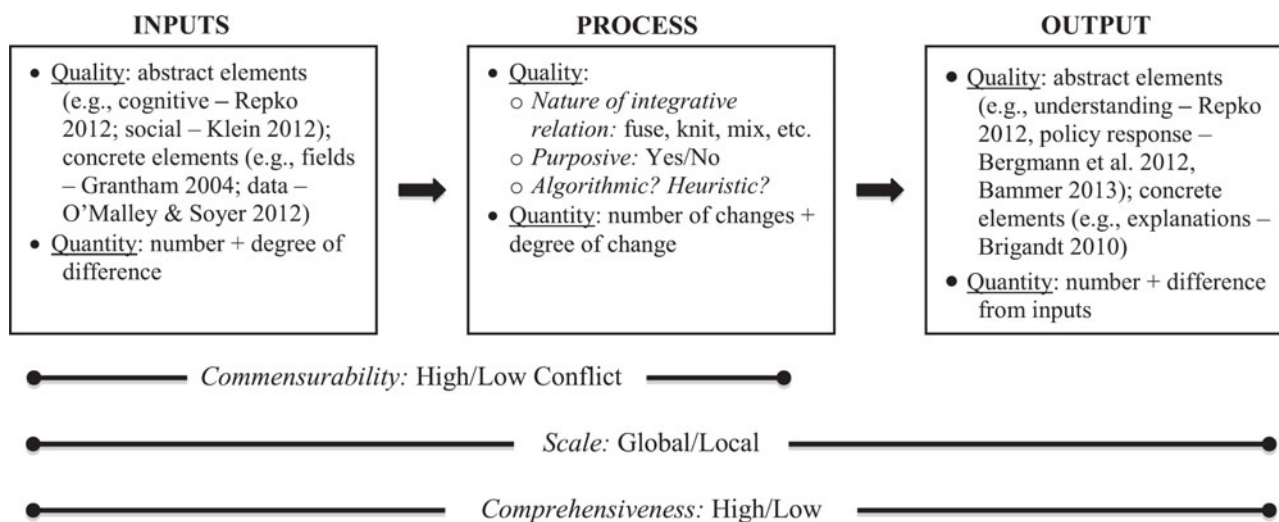 INPUTS
• Quality: abstract elements
(e.g., cognitive – Repko
2012; social – Klein 2012);
concrete elements (e.g., fields
– Grantham 2004; data –
O’Malley & Soyer 2012)
• Quantity: number + degree of
difference
PROCESS
• Quality:
o Nature of integrative
relation: fuse, knit, mix, etc.
o Purposive: Yes/No
o Algorithmic? Heuristic?
• Quantity: number of changes +
degree of change
OUTPUT
• Quality: abstract elements
(e.g., understanding – Repko
2012, policy response –
Bergmann et al. 2012,
Bammer 2013); concrete
elements (e.g., explanations –
Brigandt 2010)
• Quantity: number + difference
from inputs
Commensurability: High/Low Conflict
Scale: Global/Local
Comprehensiveness: High/Low